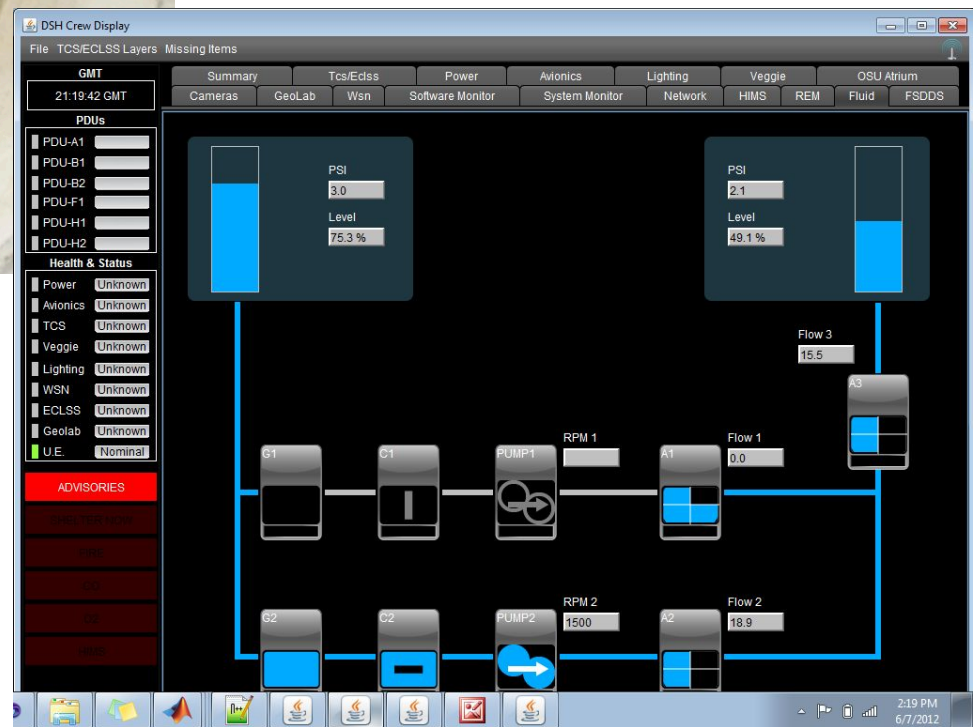 DSH Crew Display
File TCS/ECLSS Layers Missing Items
GMT
21:19:42 GMT
Summary Tcs/Eclss Power Avionics Lighting Veggie OSU Atrium
Cameras GeoLab Wsn Software Monitor System Monitor Network HIMS REM Fluid FSDDS
PDUs
PDU-A1
PDU-B1
PDU-B2
PDU-F1
PDU-H1
PDU-H2
Health & Status
Power Unknown
Avionics Unknown
TCS Unknown
Veggie Unknown
Lighting Unknown
WSN Unknown
ECLSS Unknown
Geolab Unknown
U.E. Nominal
ADVISORIES
SHELTER NOW
FIRE
HIMS
PSI
3.0
Level
75.3 %
PSI
2.1
Level
49.1 %
Flow 3
15.5
A3
RPM 1
Flow 1
0.0
G1 C1 PUMP1 A1
RPM 2
1500
Flow 2
18.9
G2 C2 PUMP2 A2
2:19 PM
6/7/2012